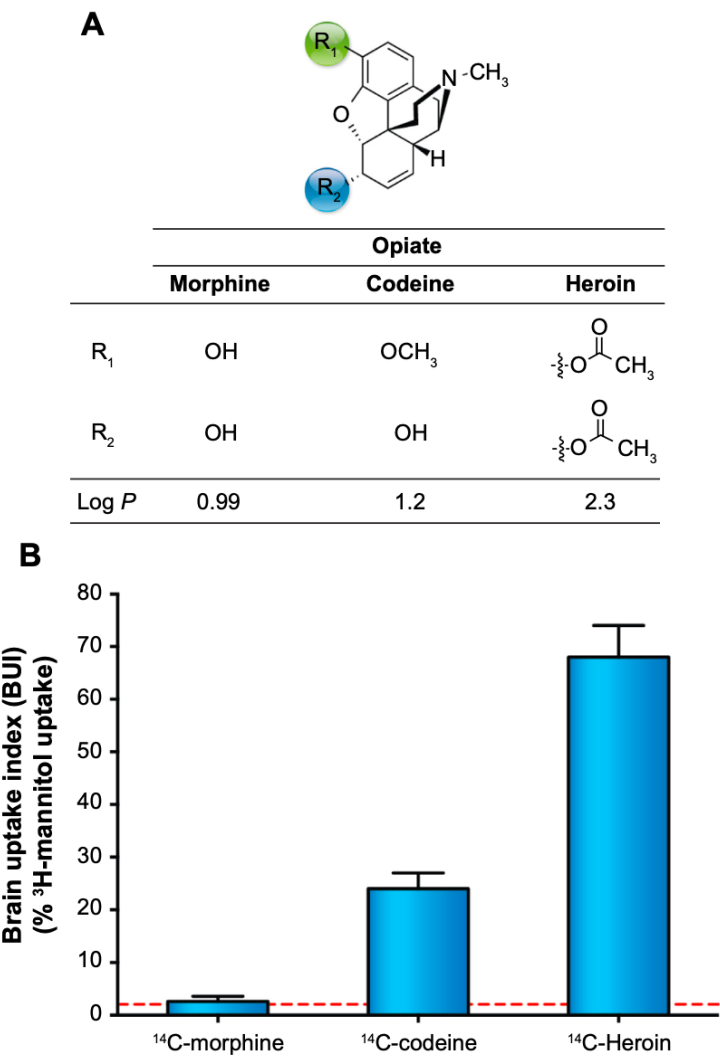 A
R₁
N-CH₃
O
H
R₂
Opiate
Morphine Codeine Heroin
R₁ OH OCH₃ O O CH₃
R₂ OH OH O O CH₃
Log P 0.99 1.2 2.3
B
Brain uptake index (BUI)
(% ³H-mannitol uptake)
80
70
60
50
40
30
20
10
0
¹⁴C-morphine ¹⁴C-codeine ¹⁴C-Heroin